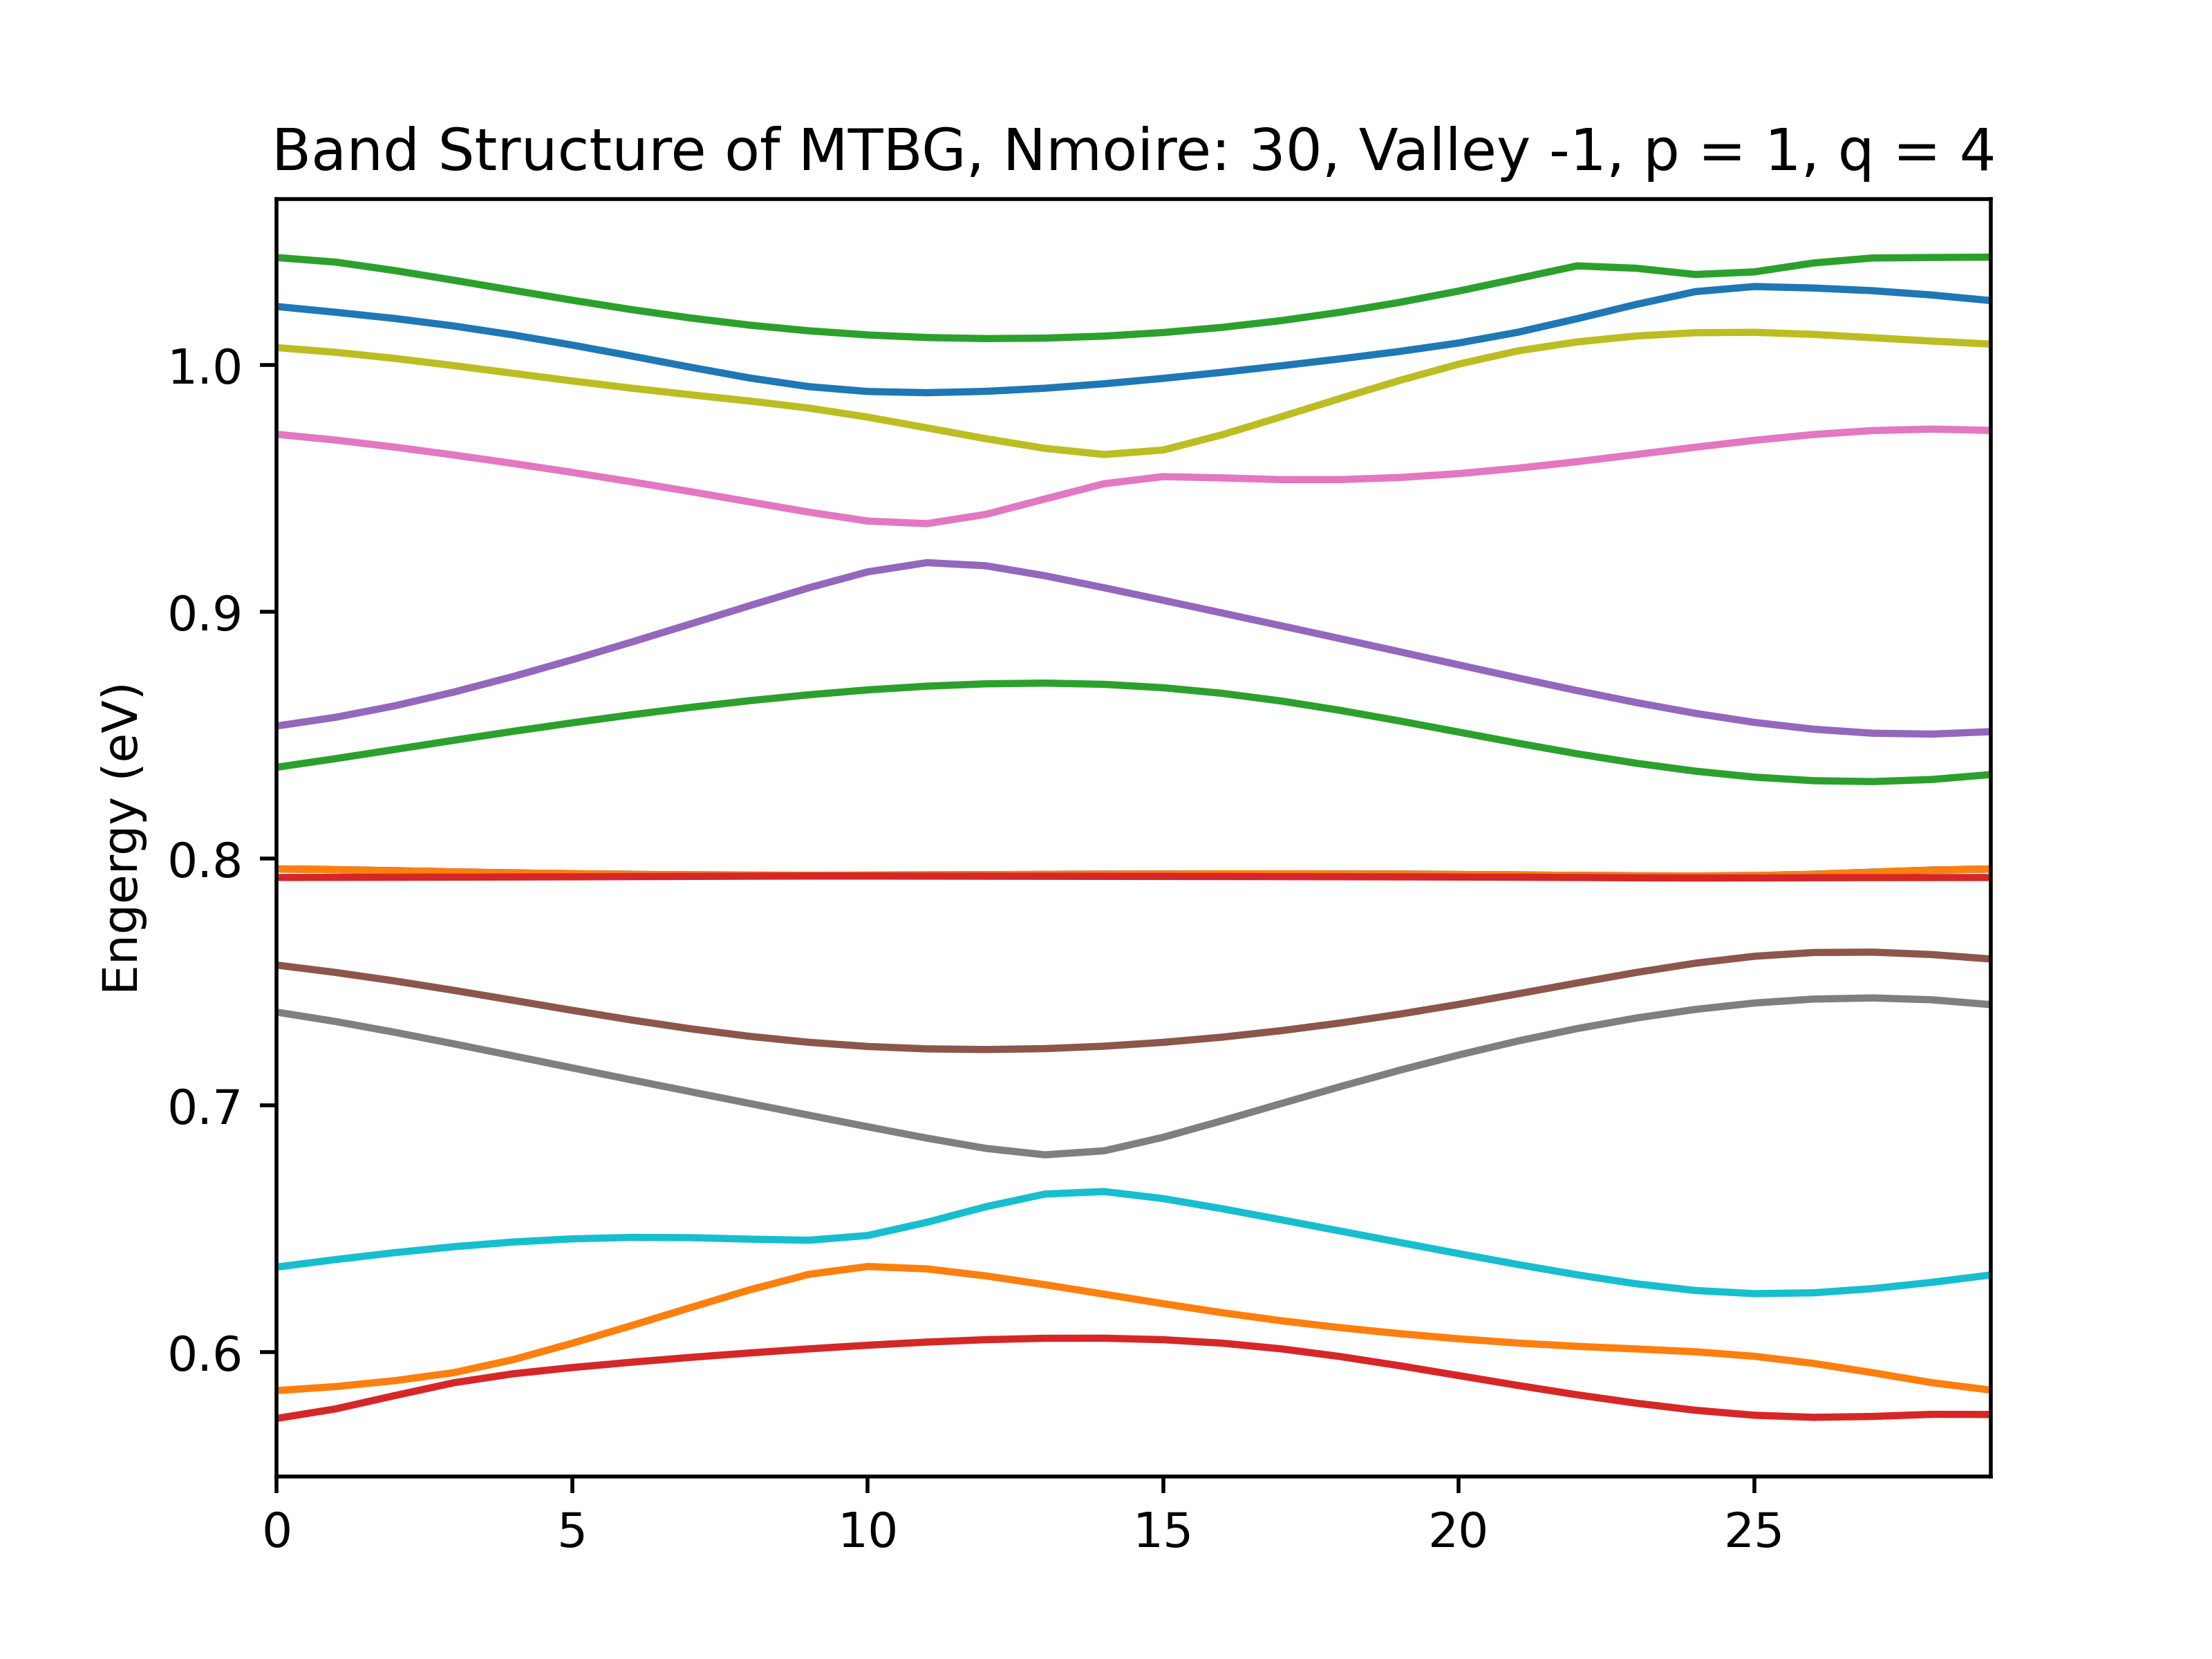 Band Structure of MTBG, Nmoire: 30, Valley -1, p = 1, q = 4
Engergy (eV)
1.0
0.9
0.8
0.7
0.6
0 5 10 15 20 25